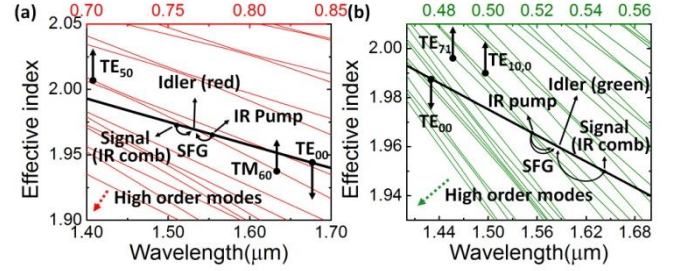 (a)
0.70 0.75 0.80 0.85
TE50
Idler (red)
IR Pump
Signal
(IR comb)
SFG
TE00
TM60
High order modes
2.05
2.00
1.95
1.90
Effective index
1.40 1.50 1.60 1.70
Wavelength(μm)
(b)
0.48 0.50 0.52 0.54 0.56
TE71
TE10,0
Idler (green)
IR pump
TE00
Signal
(IR comb)
SFG
High order modes
2.01
1.99
1.96
1.94
Effective index
1.44 1.50 1.56 1.62 1.68
Wavelength(μm)